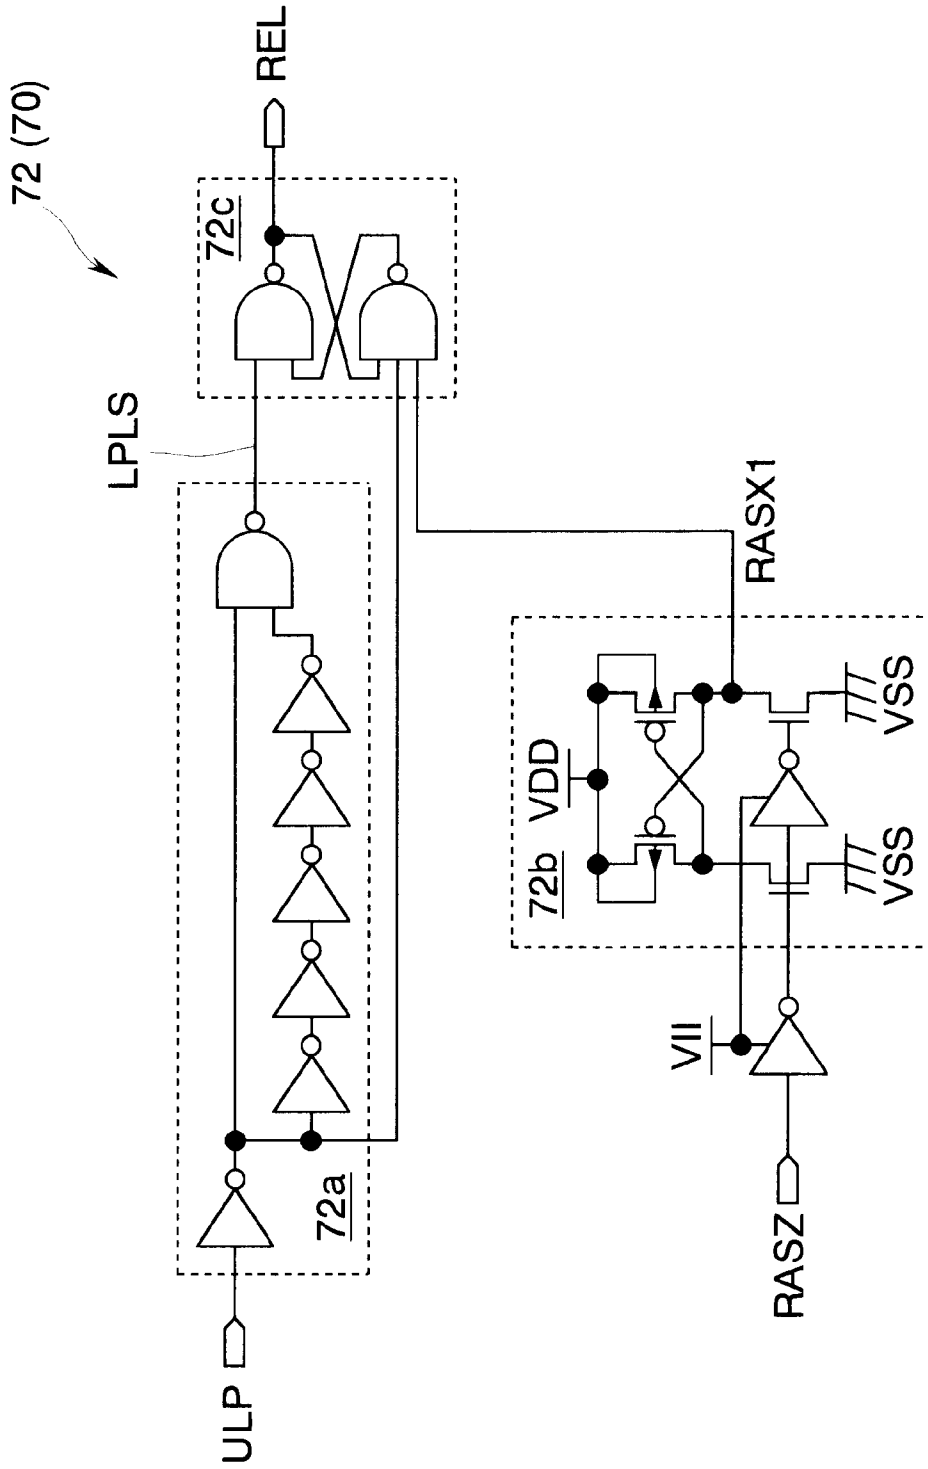 72 (70)
ULP
72a
LPLS
72c
REL
RASZ
VII
72b
VDD
VSS
VSS
RASX1